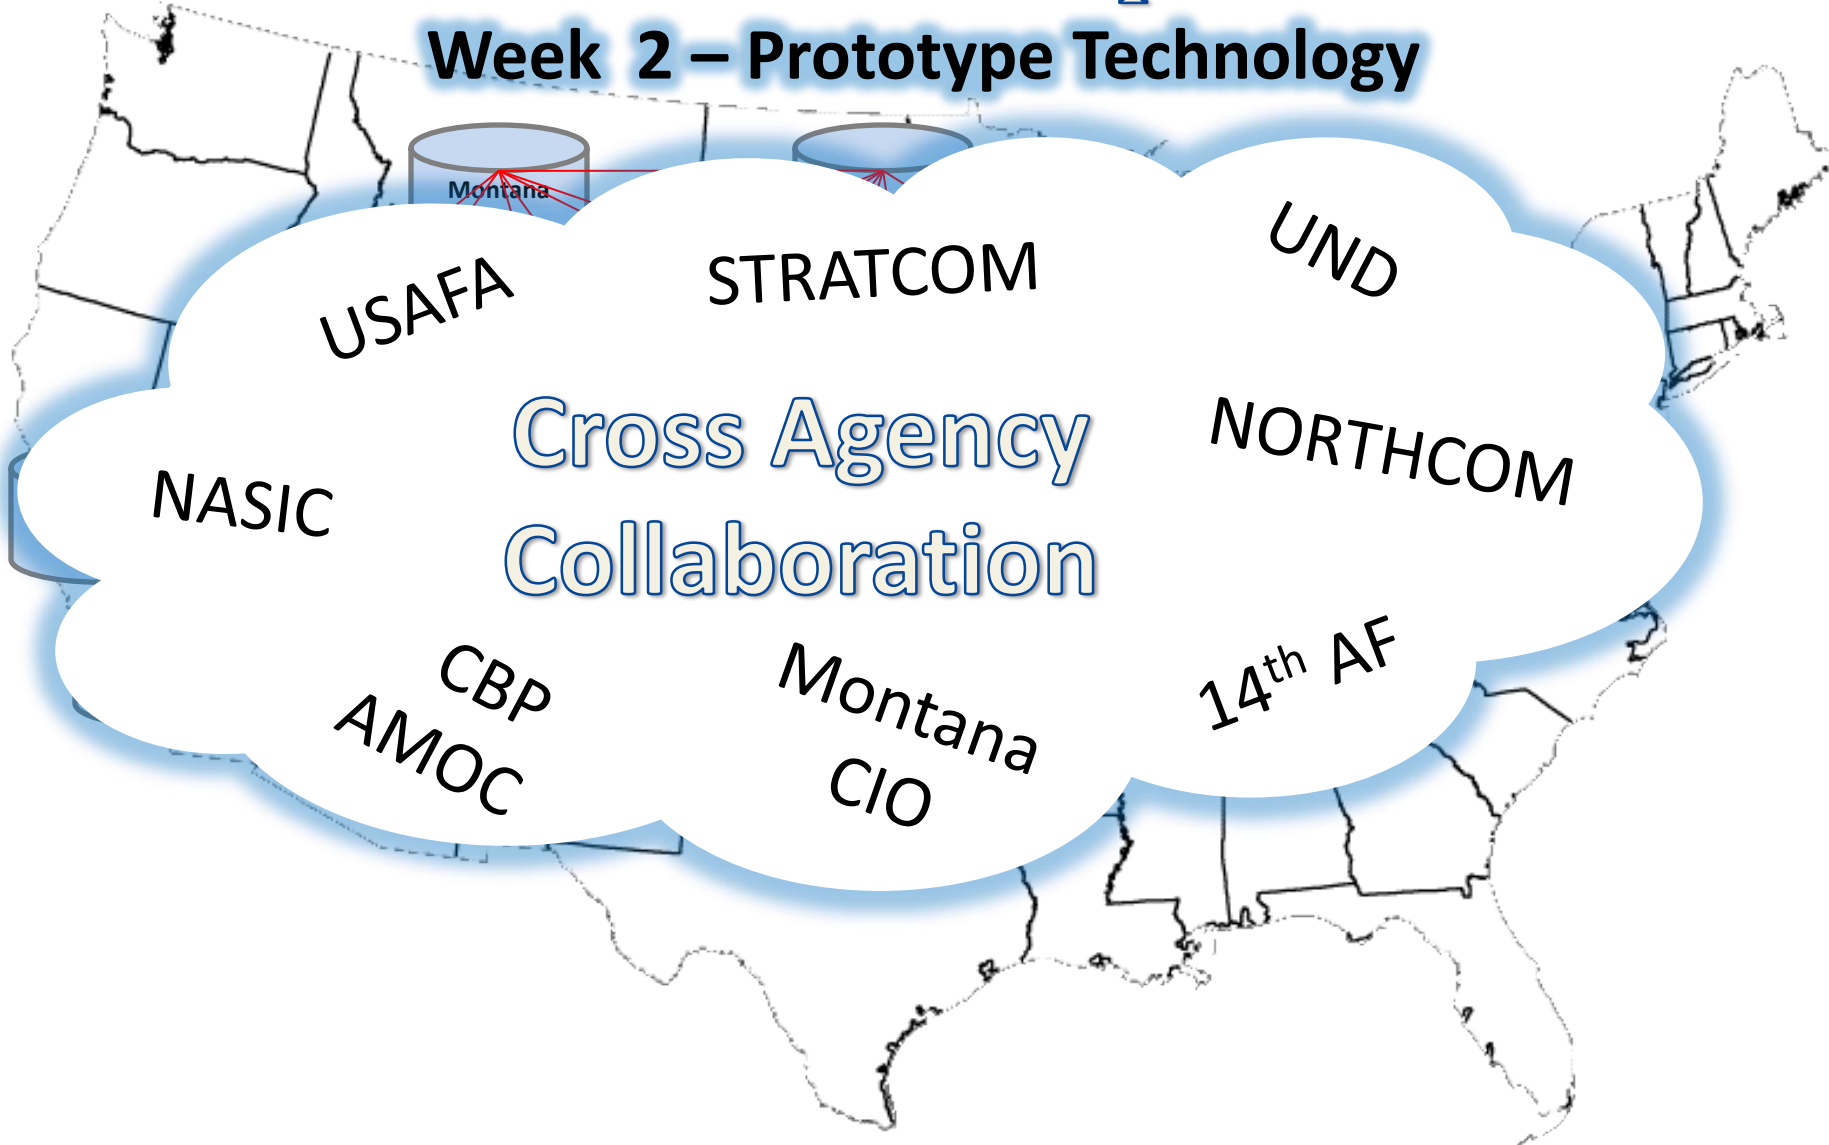 Week 2 – Prototype Technology
Montana
USAFA
STRATCOM
UND
Cross Agency
Collaboration
NORTHCOM
NASIC
CBP
AMOC
Montana
CIO
14th AF